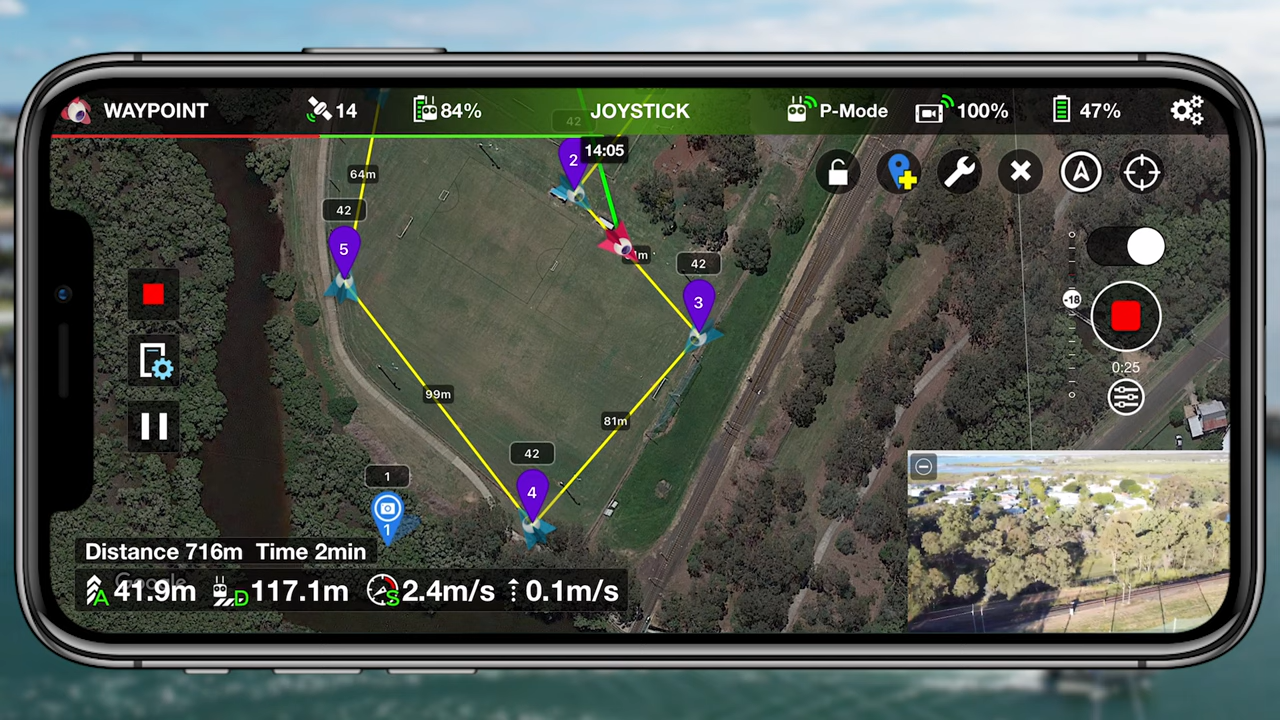 WAYPOINT 14 84% JOYSTICK P-Mode 100% 47%
42
2 14:05
64m
42
5
42
3
-18
0:25
99m
81m
42
4
1
1
Distance 716m Time 2min
Google
A 41.9m D 117.1m S 2.4m/s 0.1m/s